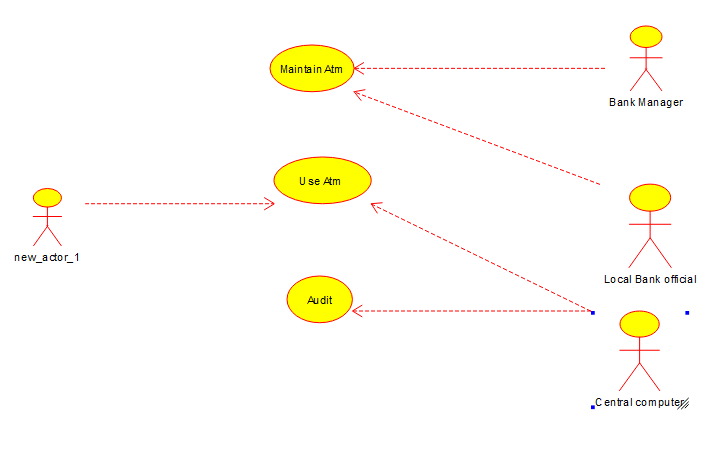 Maintain Atm
Bank Manager
Use Atm
new_actor_1
Local Bank official
Audit
Central computer